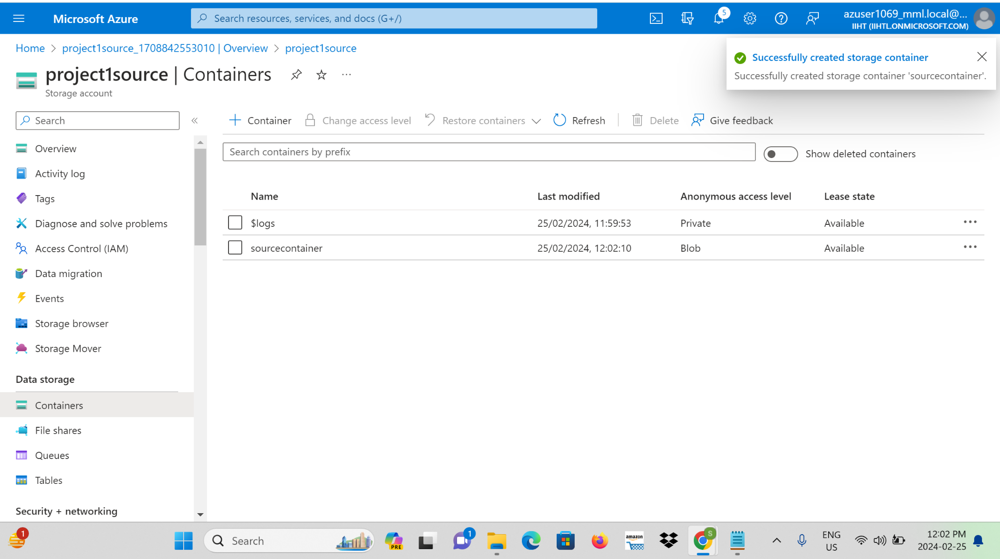 Microsoft Azure
Search resources, services, and docs (G+/)
5
azuser1069_mml.local@...
IIHT (IIHTL.ONMICROSOFT.COM)
Home > project1source_1708842553010 | Overview > project1source
Successfully created storage container
Successfully created storage container 'sourcecontainer'.
project1source | Containers
Storage account
Search
Container
Change access level
Restore containers
Refresh
Delete
Give feedback
Search containers by prefix
Show deleted containers
Overview
Activity log
Tags
Diagnose and solve problems
Access Control (IAM)
Data migration
Events
Storage browser
Storage Mover
Data storage
Containers
File shares
Queues
Tables
Security + networking
Name Last modified Anonymous access level Lease state
$logs 25/02/2024, 11:59:53 Private Available
sourcecontainer 25/02/2024, 12:02:10 Blob Available
1
Search
PRE
1
amazon
S
ENG
US
12:02 PM
2024-02-25